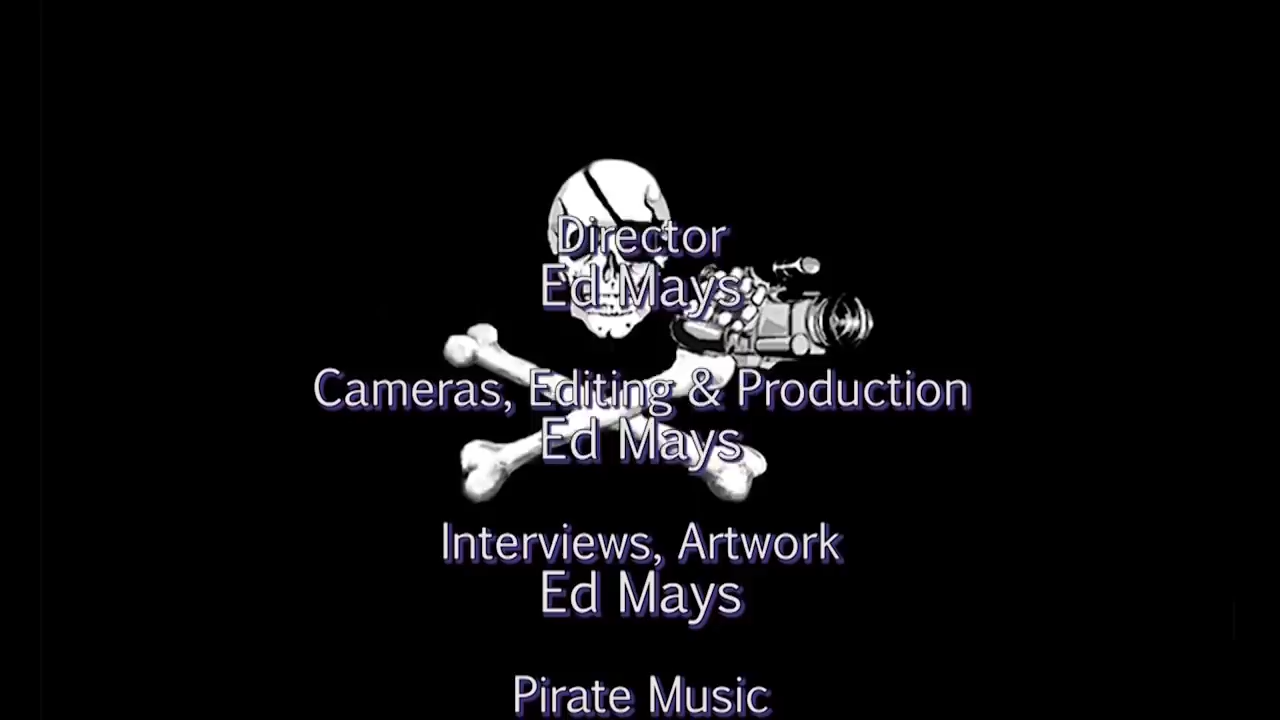 Director
Ed Mays
Cameras, Editing & Production
Ed Mays
Interviews, Artwork
Ed Mays
Pirate Music